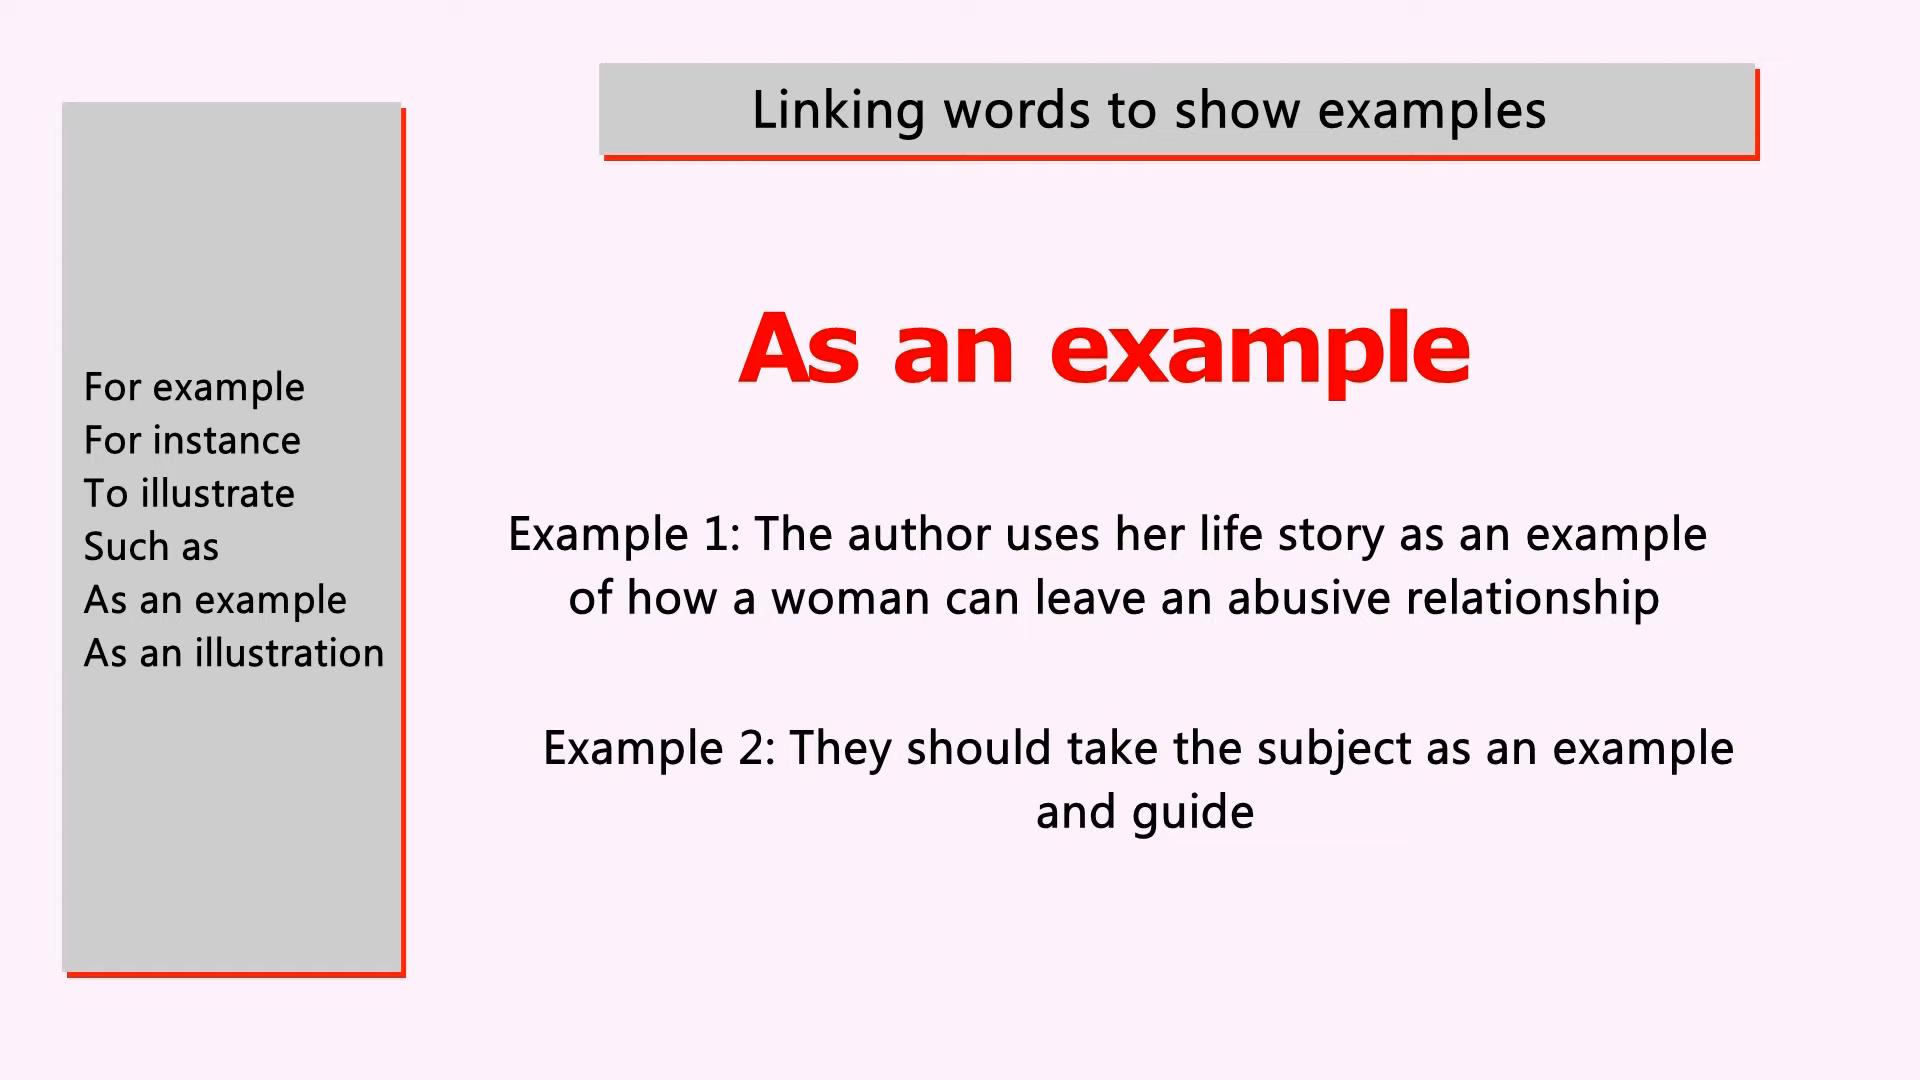 Linking words to show examples
For example
For instance
To illustrate
Such as
As an example
As an illustration
As an example
Example 1: The author uses her life story as an example
of how a woman can leave an abusive relationship
Example 2: They should take the subject as an example
and guide